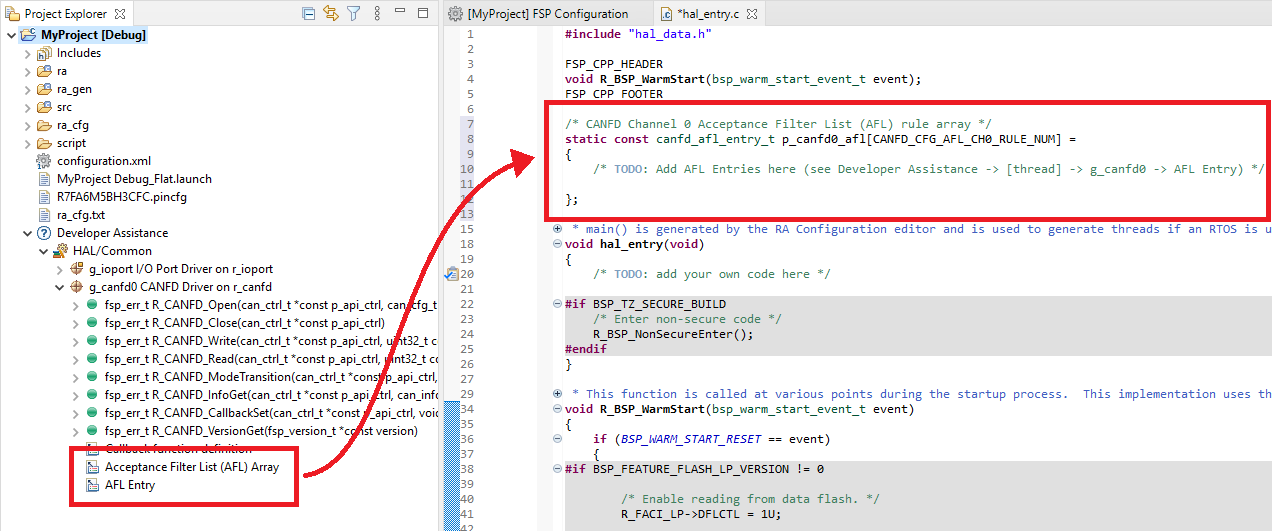 Project Explorer
MyProject [Debug]
Includes
ra
ra_gen
src
ra_cfg
script
configuration.xml
MyProject Debug_Flat.launch
R7FA6M5BH3CFC.pincfg
ra_cfg.txt
Developer Assistance
HAL/Common
g_ioport I/O Port Driver on r_ioport
g_canfd0 CANFD Driver on r_canfd
fsp_err_t R_CANFD_Open(can_ctrl_t *const p_api_ctrl, can_cfg_t
fsp_err_t R_CANFD_Close(can_ctrl_t *const p_api_ctrl)
fsp_err_t R_CANFD_Write(can_ctrl_t *const p_api_ctrl, uint32_t c
fsp_err_t R_CANFD_Read(can_ctrl_t *const p_api_ctrl, uint32_t co
fsp_err_t R_CANFD_ModeTransition(can_ctrl_t *const p_api_ctrl,
fsp_err_t R_CANFD_InfoGet(can_ctrl_t *const p_api_ctrl, can_info
fsp_err_t R_CANFD_CallbackSet(can_ctrl_t *const p_api_ctrl, void
fsp_err_t R_CANFD_VersionGet(fsp_version_t *const version)
Callback function definition
Acceptance Filter List (AFL) Array
AFL Entry
[MyProject] FSP Configuration
*hal_entry.c
1 #include "hal_data.h"
2
3 FSP_CPP_HEADER
4 void R_BSP_WarmStart(bsp_warm_start_event_t event);
5 FSP_CPP_FOOTER
6
7 /* CANFD Channel 0 Acceptance Filter List (AFL) rule array */
8 static const canfd_afl_entry_t p_canfd0_afl[CANFD_CFG_AFL_CH0_RULE_NUM] =
9 {
10 /* TODO: Add AFL Entries here (see Developer Assistance -> [thread] -> g_canfd0 -> AFL Entry) */
11
12 };
13
15 * main() is generated by the RA Configuration editor and is used to generate threads if an RTOS is u
18 void hal_entry(void)
19 {
20 /* TODO: add your own code here */
21
22 #if BSP_TZ_SECURE_BUILD
23 /* Enter non-secure code */
24 R_BSP_NonSecureEnter();
25 #endif
26 }
27
29 * This function is called at various points during the startup process. This implementation uses th
34 void R_BSP_WarmStart(bsp_warm_start_event_t event)
35 {
36 if (BSP_WARM_START_RESET == event)
37 {
38 #if BSP_FEATURE_FLASH_LP_VERSION != 0
39
40 /* Enable reading from data flash. */
41 R_FACI_LP->DFLCTL = 1U;
42